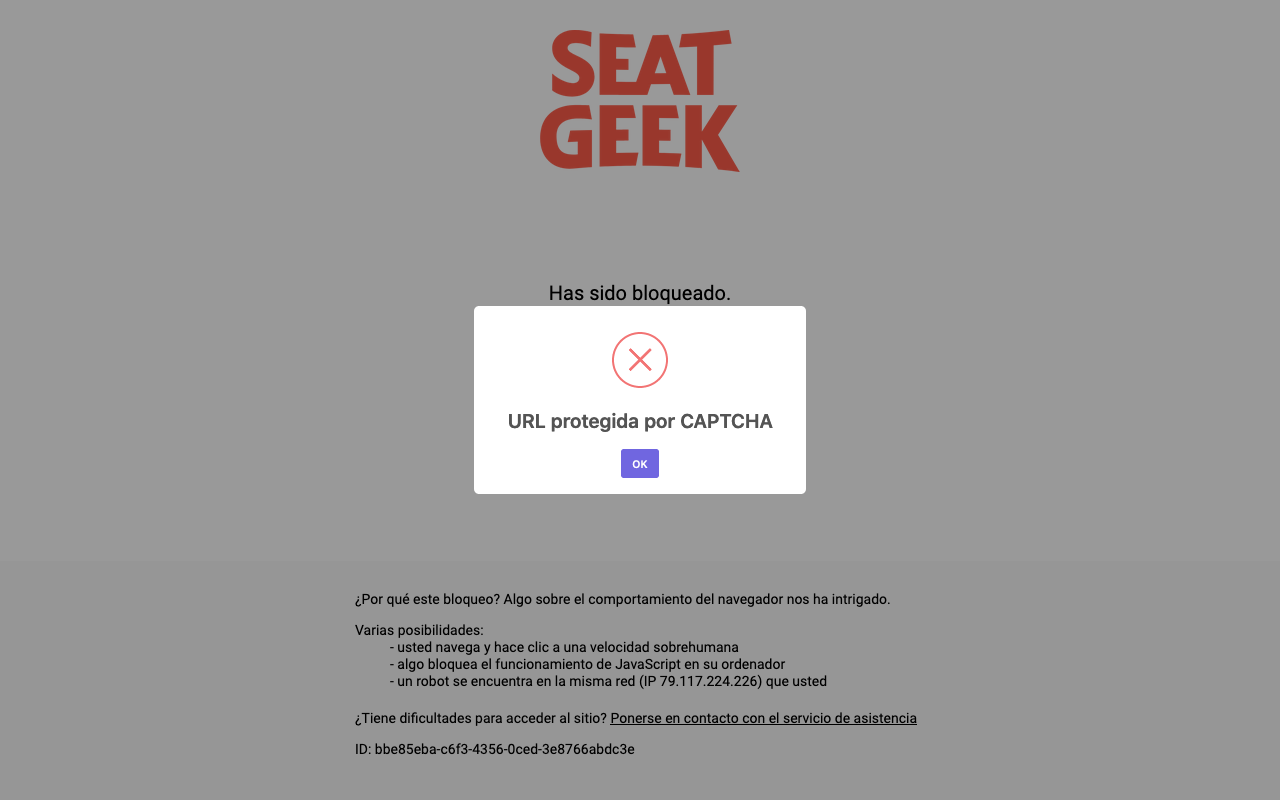 SEAT
GEEK
Has sido bloqueado.
URL protegida por CAPTCHA
OK
¿Por qué este bloqueo? Algo sobre el comportamiento del navegador nos ha intrigado.
Varias posibilidades:
- usted navega y hace clic a una velocidad sobrehumana
- algo bloquea el funcionamiento de JavaScript en su ordenador
- un robot se encuentra en la misma red (IP 79.117.224.226) que usted
¿Tiene dificultades para acceder al sitio? Ponerse en contacto con el servicio de asistencia
ID: bbe85eba-c6f3-4356-0ced-3e8766abdc3e